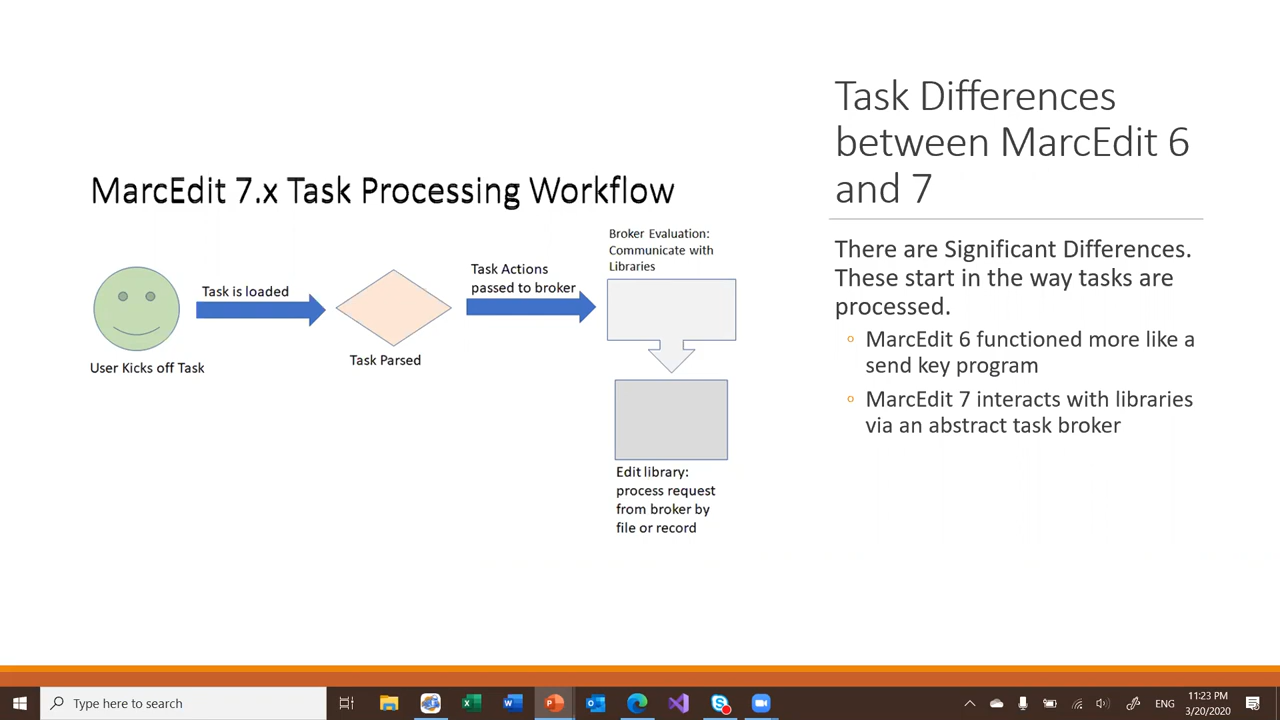 Task Differences
between MarcEdit 6
and 7
MarcEdit 7.x Task Processing Workflow
Broker Evaluation:
Communicate with
Libraries
Task is loaded
Task Actions
passed to broker
Task Parsed
User Kicks off Task
Edit library:
process request
from broker by
file or record
There are Significant Differences.
These start in the way tasks are
processed.
MarcEdit 6 functioned more like a
send key program
MarcEdit 7 interacts with libraries
via an abstract task broker
Type here to search
ENG
11:23 PM
3/20/2020